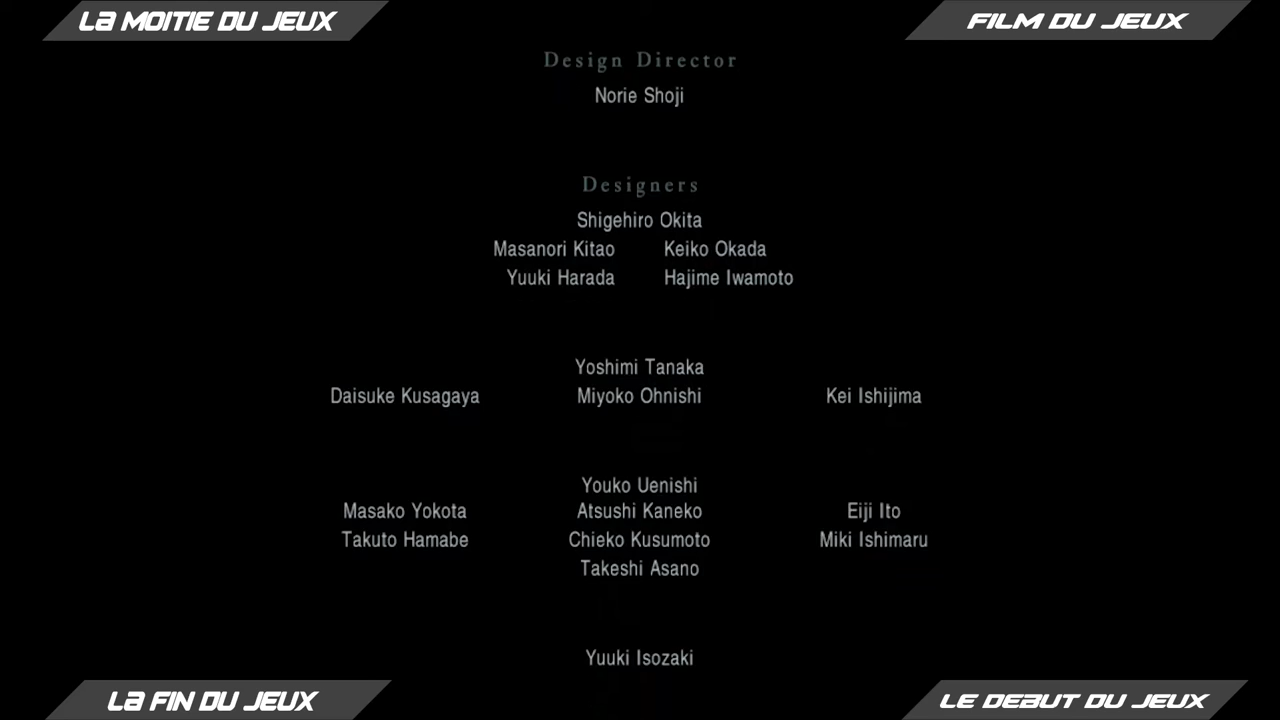 LA MOITIE DU JEUX
FILM DU JEUX
Design Director
Norie Shoji
Designers
Shigehiro Okita
Masanori Kitao Keiko Okada
Yuuki Harada Hajime Iwamoto
Yoshimi Tanaka
Daisuke Kusagaya Miyoko Ohnishi Kei Ishijima
Youko Uenishi
Masako Yokota Atsushi Kaneko Eiji Ito
Takuto Hamabe Chieko Kusumoto Miki Ishimaru
Takeshi Asano
Yuuki Isozaki
LA FIN DU JEUX
LE DEBUT DU JEUX